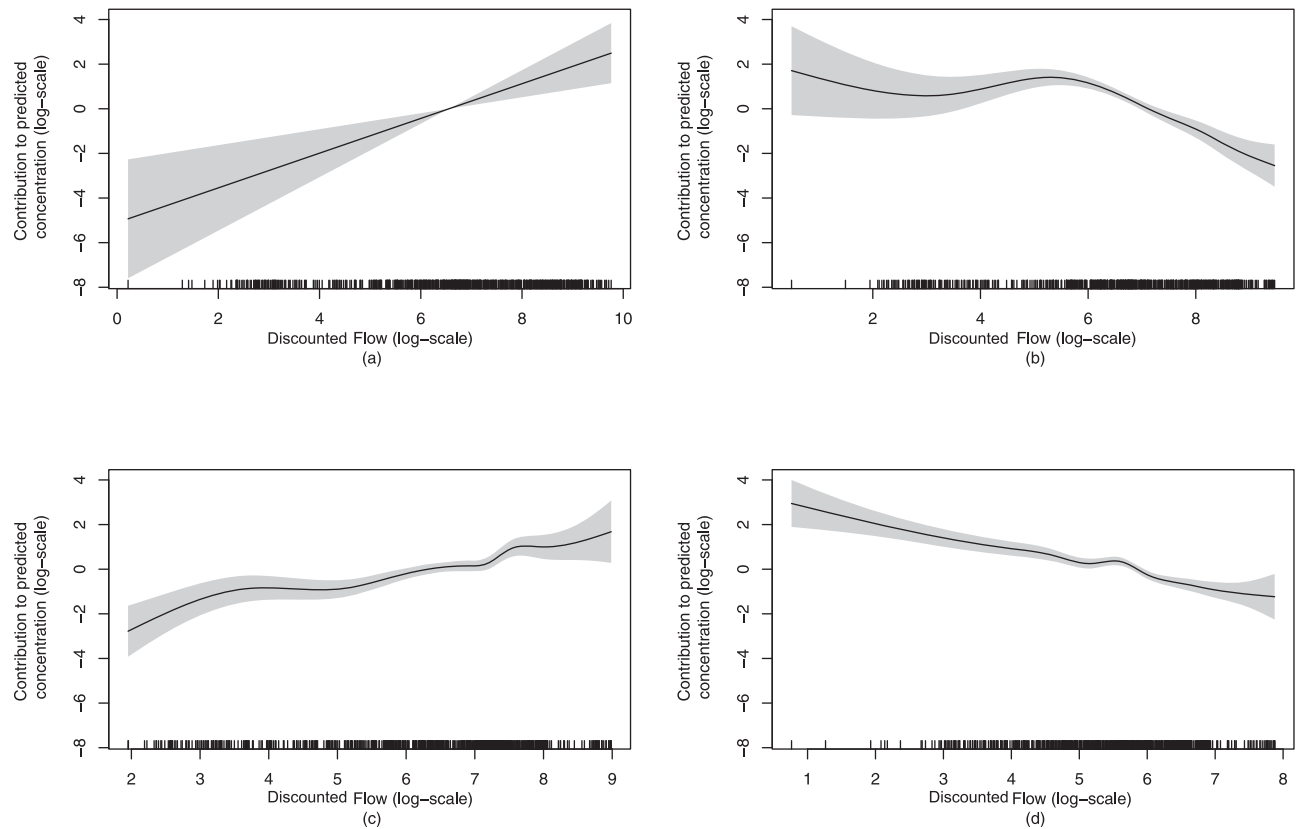 Contribution to predicted
concentration (log–scale)
4
2
0
−2
−4
−6
−8
0 2 4 6 8 10
Discounted Flow (log–scale)
(a)
Contribution to predicted
concentration (log–scale)
4
2
0
−2
−4
−6
−8
2 4 6 8
Discounted Flow (log–scale)
(b)
Contribution to predicted
concentration (log–scale)
4
2
0
−2
−4
−6
−8
2 3 4 5 6 7 8 9
Discounted Flow (log–scale)
(c)
Contribution to predicted
concentration (log–scale)
4
2
0
−2
−4
−6
−8
1 2 3 4 5 6 7 8
Discounted Flow (log–scale)
(d)